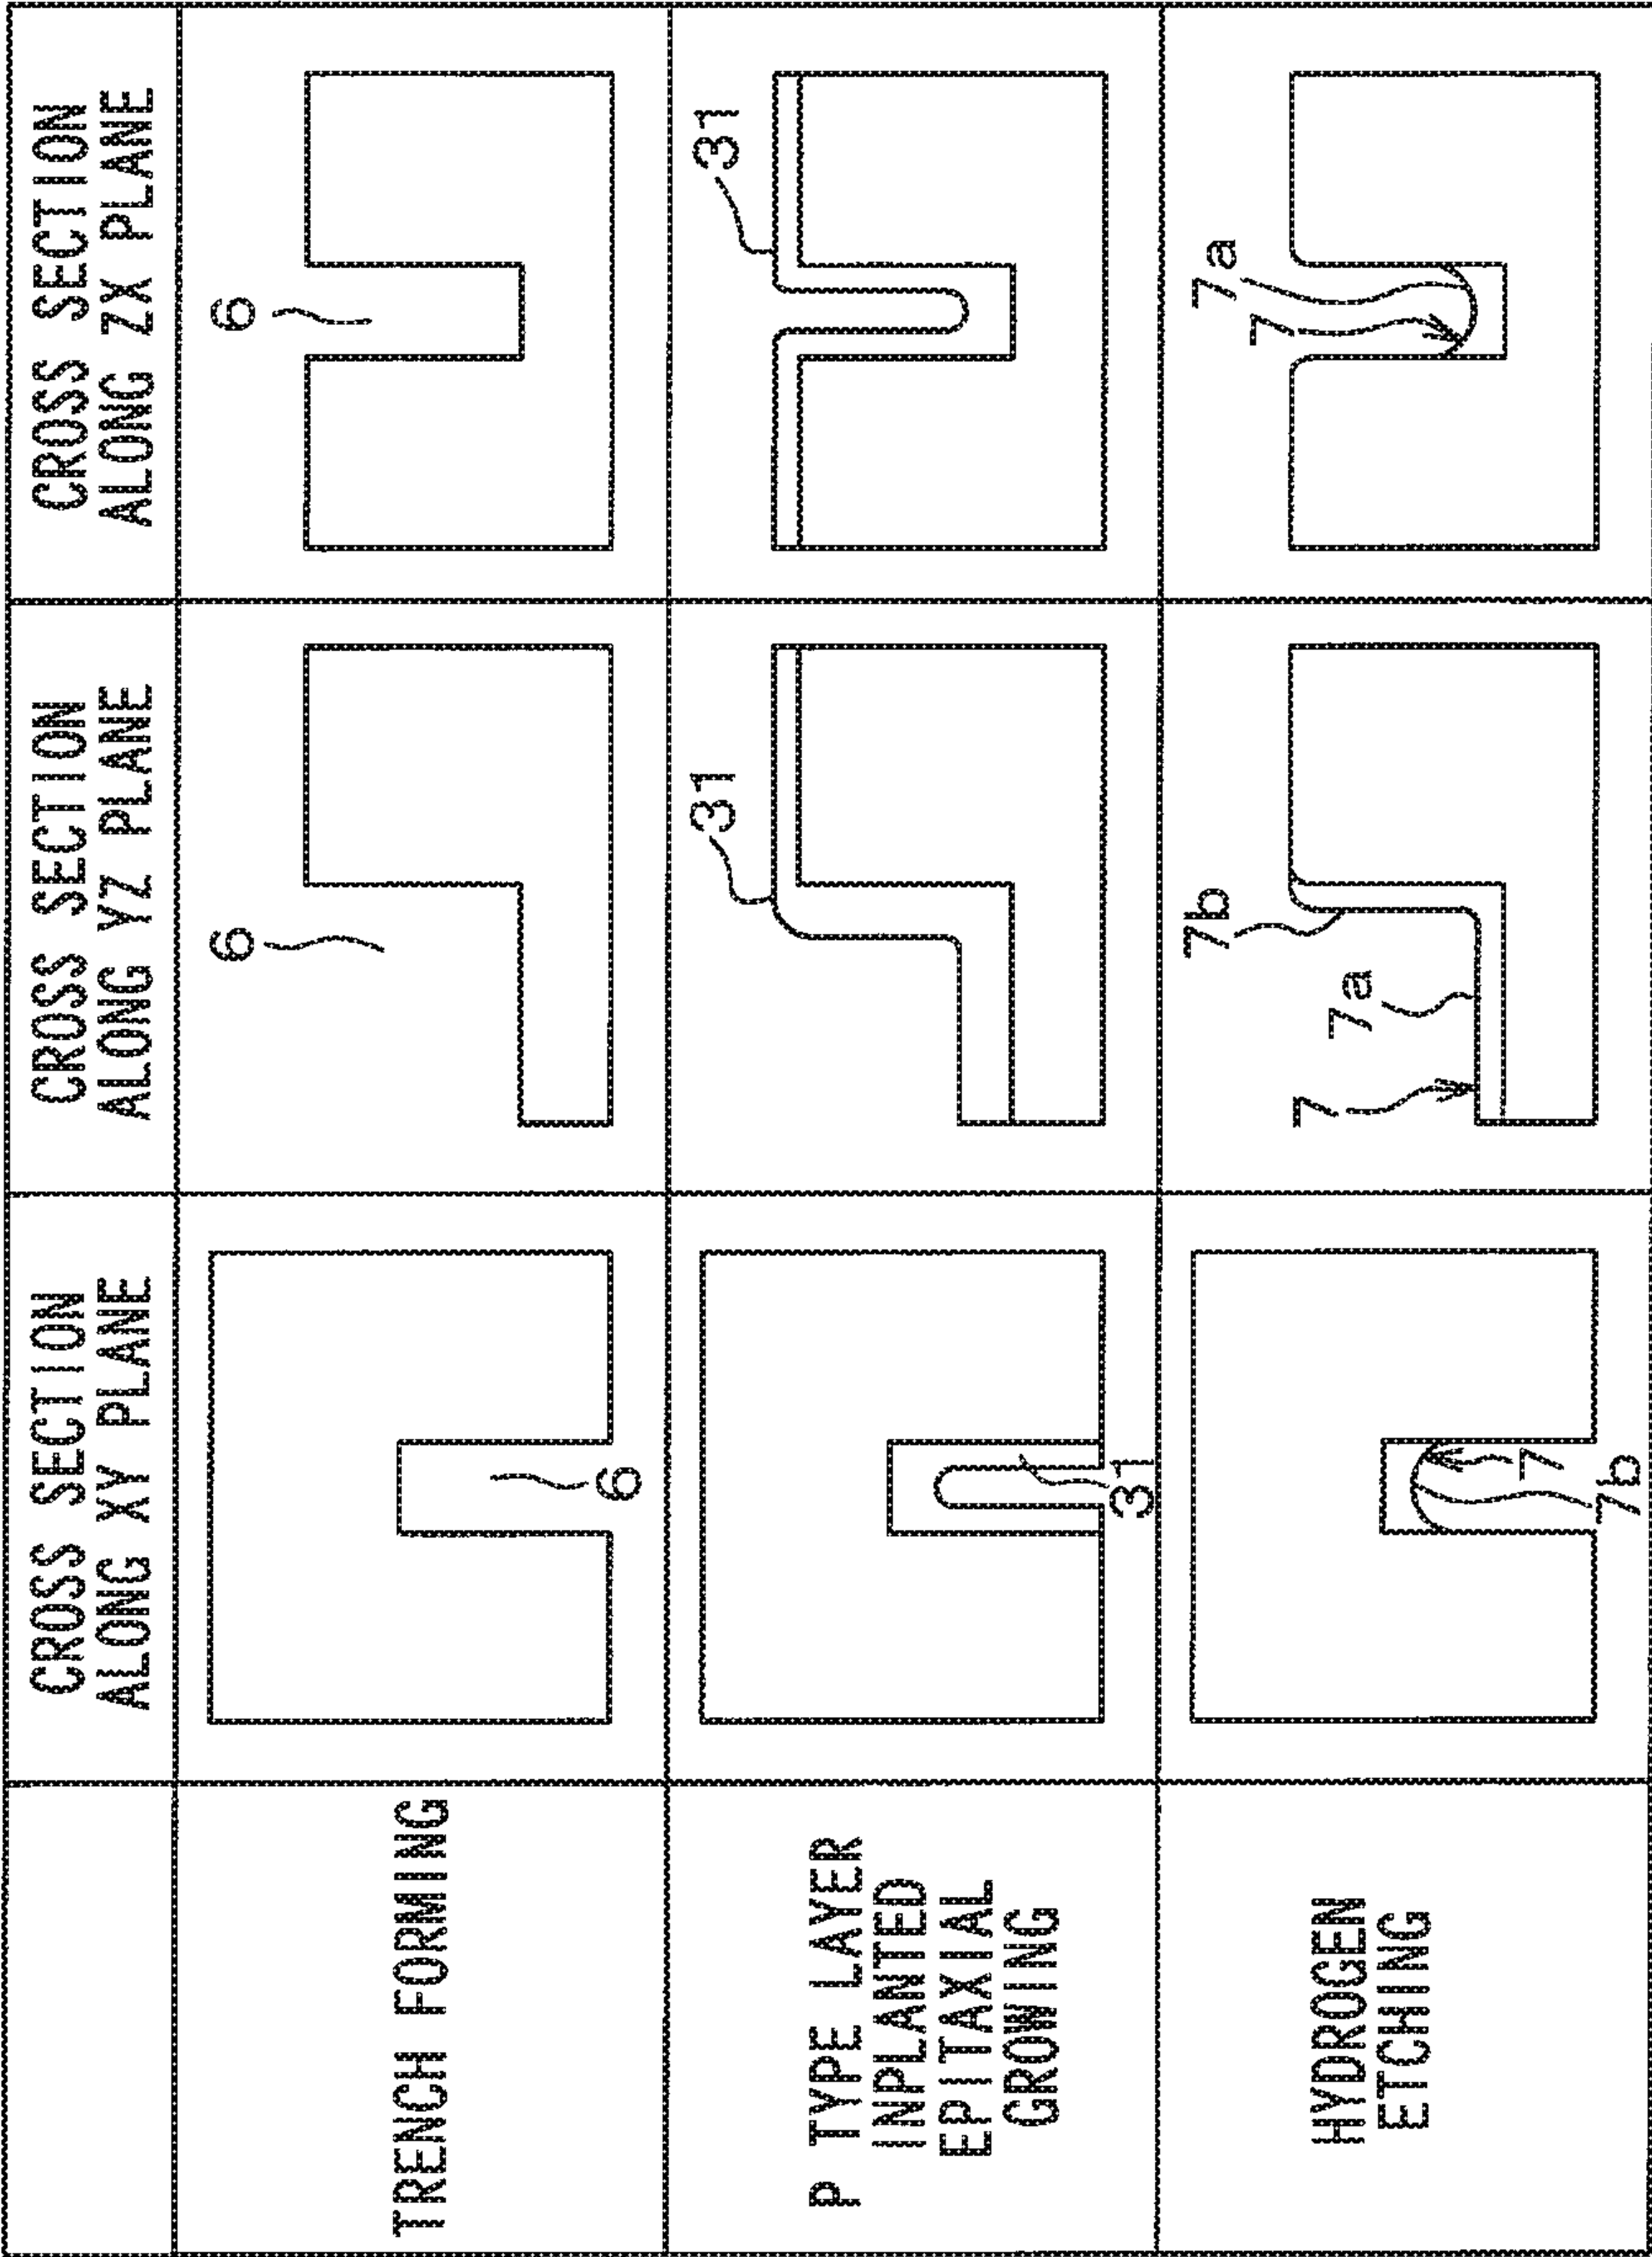 CROSS SECTION
ALONG XY PLANE
CROSS SECTION
ALONG YZ PLANE
CROSS SECTION
ALONG ZX PLANE
TRENCH FORMING
6
6
6
P TYPE LAYER
INPLANTED
EPITAXIAL
GROWING
31
31
31
HYDROGEN
ETCHING
7
7b
7
7a
7b
7
7a